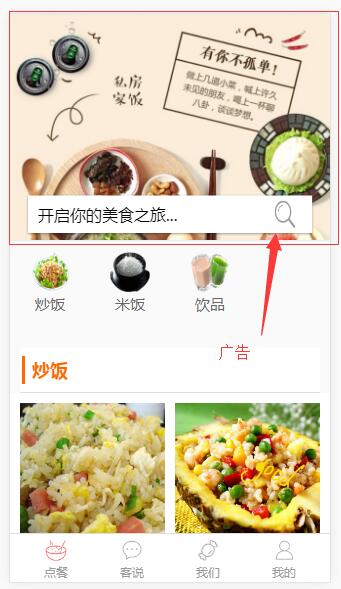 有你不孤单！
做上几道小菜，喊上许久
未见的朋友，喝上一杯聊
八卦，谈谈梦想。
私房
家饭
开启你的美食之旅...
炒饭
米饭
饮品
广告
炒饭
点餐
客说
我们
我的